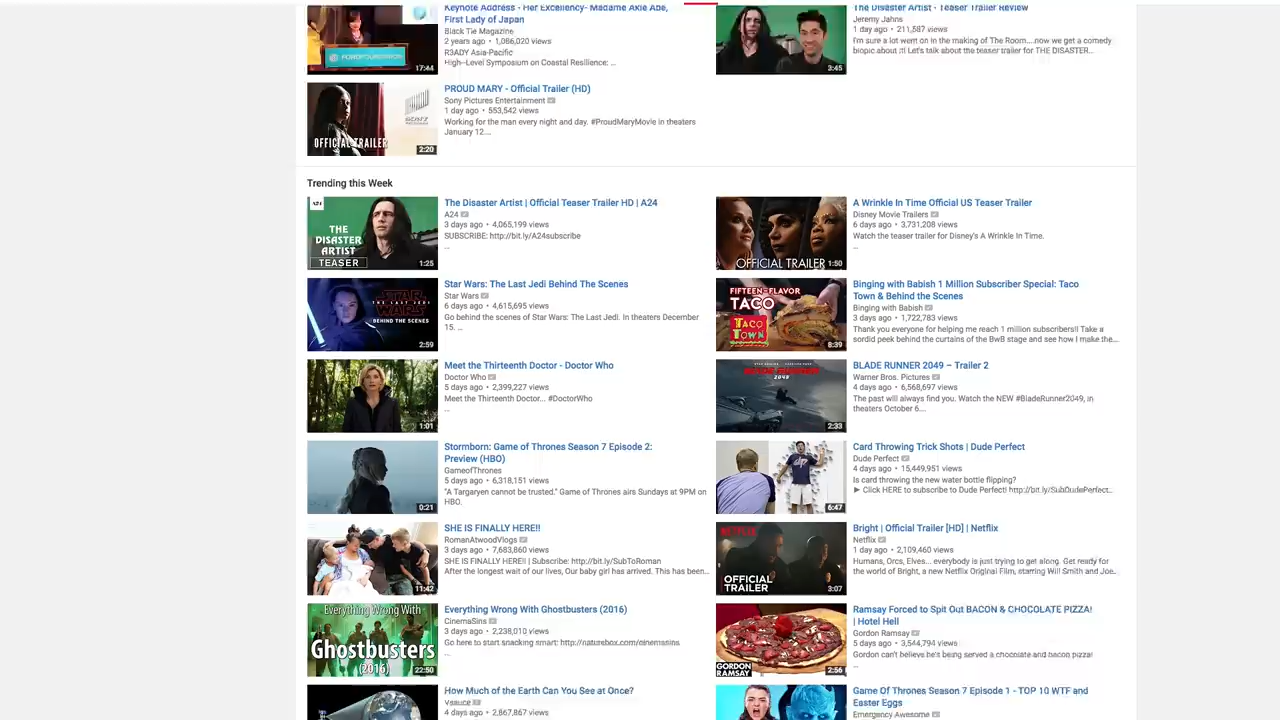 Keynote Address - Her Excellency- Madame Akie Abe,
First Lady of Japan
Black Tie Magazine
2 years ago • 1,086,020 views
R3ADY Asia-Pacific
High-Level Symposium on Coastal Resilience: ...
17:44
The Disaster Artist - Teaser Trailer Review
Jeremy Jahns
1 day ago • 211,587 views
I'm sure a lot went on in the making of The Room....now we get a comedy
biopic about it! Let's talk about the teaser trailer for THE DISASTER...
3:45
PROUD MARY - Official Trailer (HD)
Sony Pictures Entertainment
1 day ago • 553,542 views
Working for the man every night and day. #ProudMaryMovie in theaters
January 12....
OFFICIAL TRAILER
2:20
Trending this Week
The Disaster Artist | Official Teaser Trailer HD | A24
A24
3 days ago • 4,065,199 views
SUBSCRIBE: http://bit.ly/A24subscribe
...
THE
DISASTER
ARTIST
TEASER
1:25
A Wrinkle In Time Official US Teaser Trailer
Disney Movie Trailers
6 days ago • 3,731,208 views
Watch the teaser trailer for Disney's A Wrinkle In Time.
...
OFFICIAL TRAILER
1:50
Star Wars: The Last Jedi Behind The Scenes
Star Wars
6 days ago • 4,615,695 views
Go behind the scenes of Star Wars: The Last Jedi. In theaters December
15. ...
STAR
THE LAST JEDI
WARS
BEHIND THE SCENES
2:59
Binging with Babish 1 Million Subscriber Special: Taco
Town & Behind the Scenes
Binging with Babish
3 days ago • 1,722,783 views
Thank you everyone for helping me reach 1 million subscribers!! Take a
sordid peek behind the curtains of the BwB stage and see how I make the...
FIFTEEN-FLAVOR
TACO
TACO
TOWN
8:39
Meet the Thirteenth Doctor - Doctor Who
Doctor Who
5 days ago • 2,399,227 views
Meet the Thirteenth Doctor... #DoctorWho
...
1:01
BLADE RUNNER 2049 – Trailer 2
Warner Bros. Pictures
4 days ago • 6,568,697 views
The past will always find you. Watch the NEW #BladeRunner2049, in
theaters October 6....
2049
2:33
Stormborn: Game of Thrones Season 7 Episode 2:
Preview (HBO)
GameofThrones
5 days ago • 6,318,151 views
"A Targaryen cannot be trusted." Game of Thrones airs Sundays at 9PM on
HBO.
0:21
Card Throwing Trick Shots | Dude Perfect
Dude Perfect
4 days ago • 15,449,951 views
Is card throwing the new water bottle flipping?
► Click HERE to subscribe to Dude Perfect! http://bit.ly/SubDudePerfect...
6:47
SHE IS FINALLY HERE!!
RomanAtwoodVlogs
3 days ago • 7,683,860 views
SHE IS FINALLY HERE!! | Subscribe: http://bit.ly/SubToRoman
After the longest wait of our lives, Our baby girl has arrived. This has been...
11:42
Bright | Official Trailer [HD] | Netflix
Netflix
1 day ago • 2,109,460 views
Humans, Orcs, Elves... everybody is just trying to get along. Get ready for
the world of Bright, a new Netflix Original Film, starring Will Smith and Joe...
NETFLIX
OFFICIAL
TRAILER
3:07
Everything Wrong With Ghostbusters (2016)
CinemaSins
3 days ago • 2,238,010 views
Go here to start snacking smart: http://naturebox.com/cinemasins
...
Everything Wrong With
Ghostbusters
(2016)
22:50
Ramsay Forced to Spit Out BACON & CHOCOLATE PIZZA!
| Hotel Hell
Gordon Ramsay
5 days ago • 3,544,794 views
Gordon can't believe he's being served a chocolate and bacon pizza!
...
GORDON
RAMSAY
2:56
How Much of the Earth Can You See at Once?
Vsauce
4 days ago • 2,867,867 views
Game Of Thrones Season 7 Episode 1 - TOP 10 WTF and
Easter Eggs
Emergency Awesome